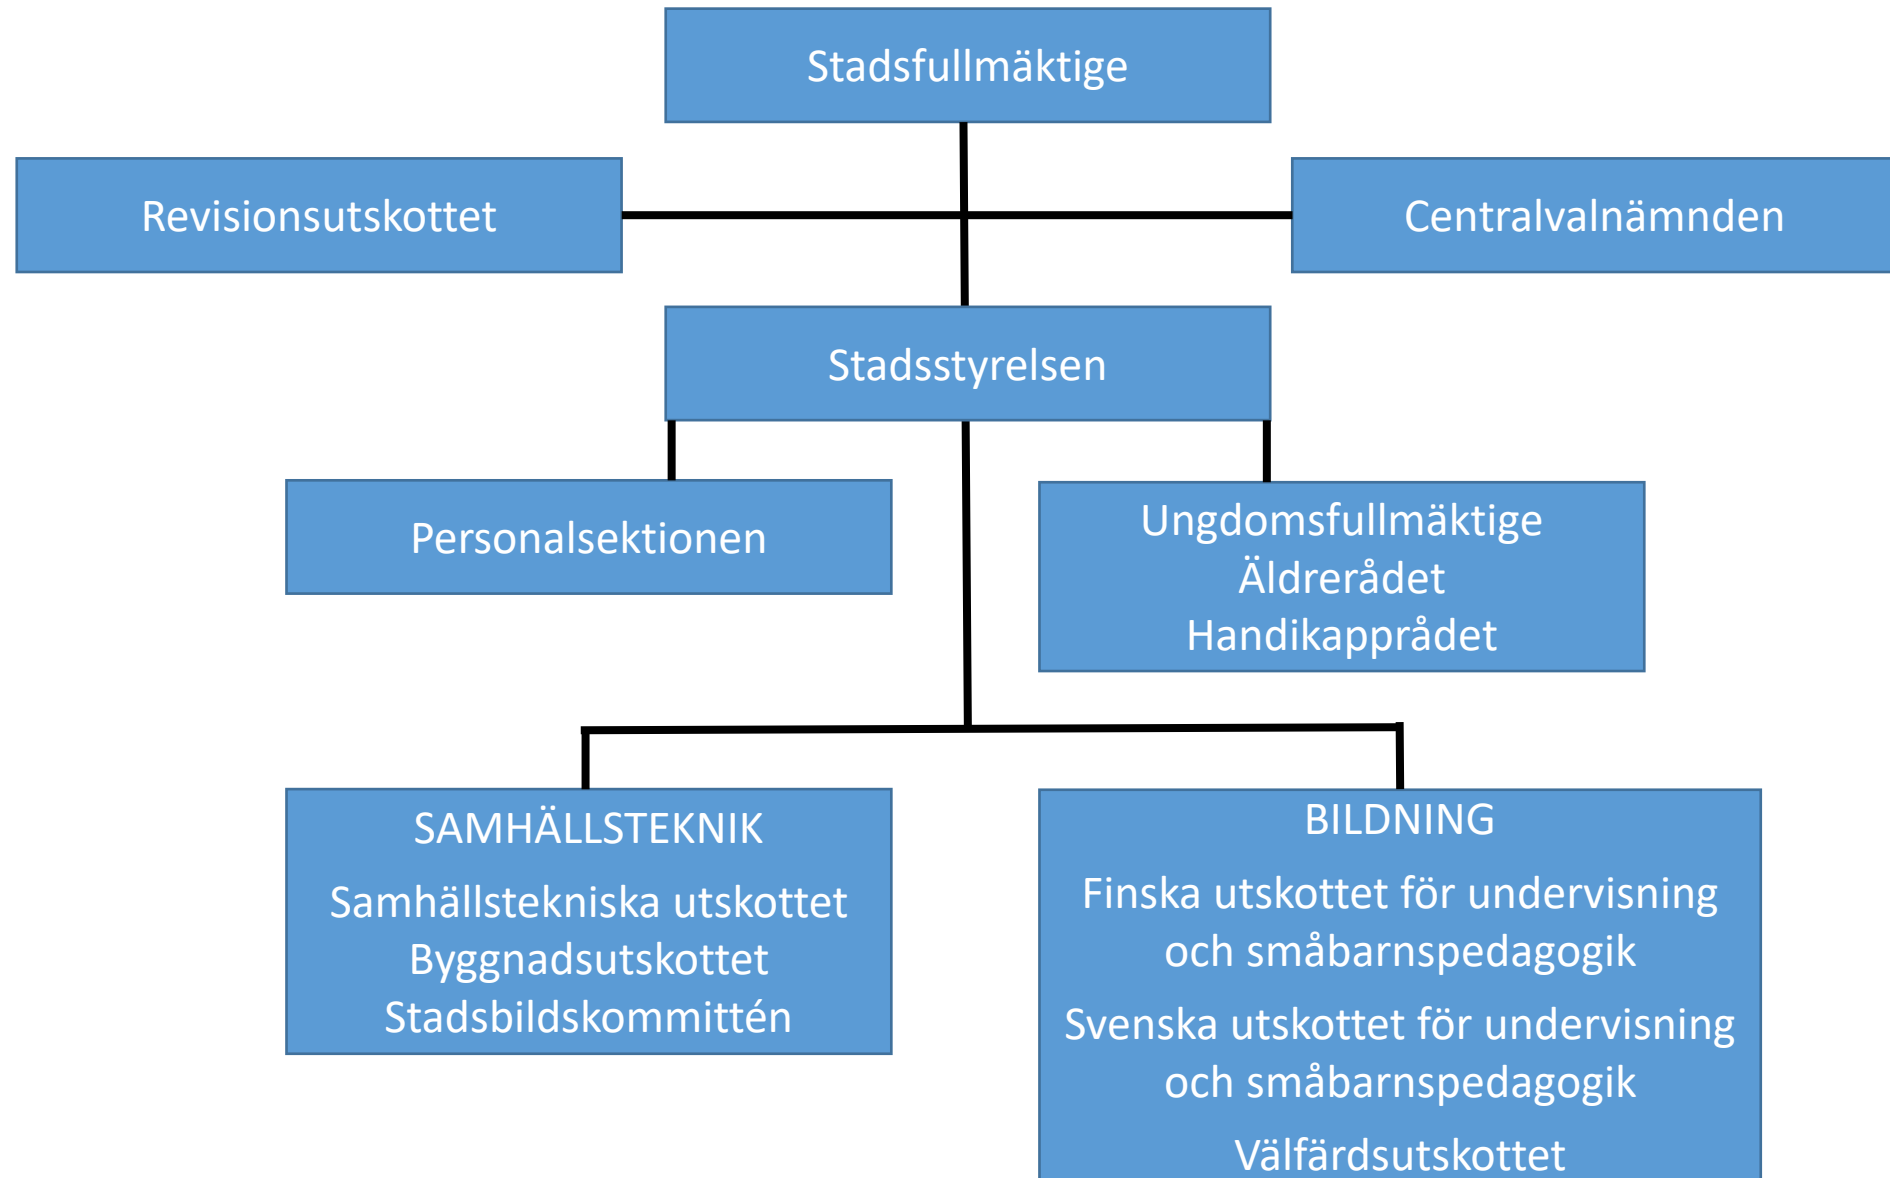 Stadsfullmäktige
Revisionsutskottet
Centralvalnämnden
Stadsstyrelsen
Personalsektionen
Ungdomsfullmäktige
Äldrerådet
Handikapprådet
SAMHÄLLSTEKNIK
Samhällstekniska utskottet
Byggnadsutskottet
Stadsbildskommittén
BILDNING
Finska utskottet för undervisning
och småbarnspedagogik
Svenska utskottet för undervisning
och småbarnspedagogik
Välfärdsutskottet